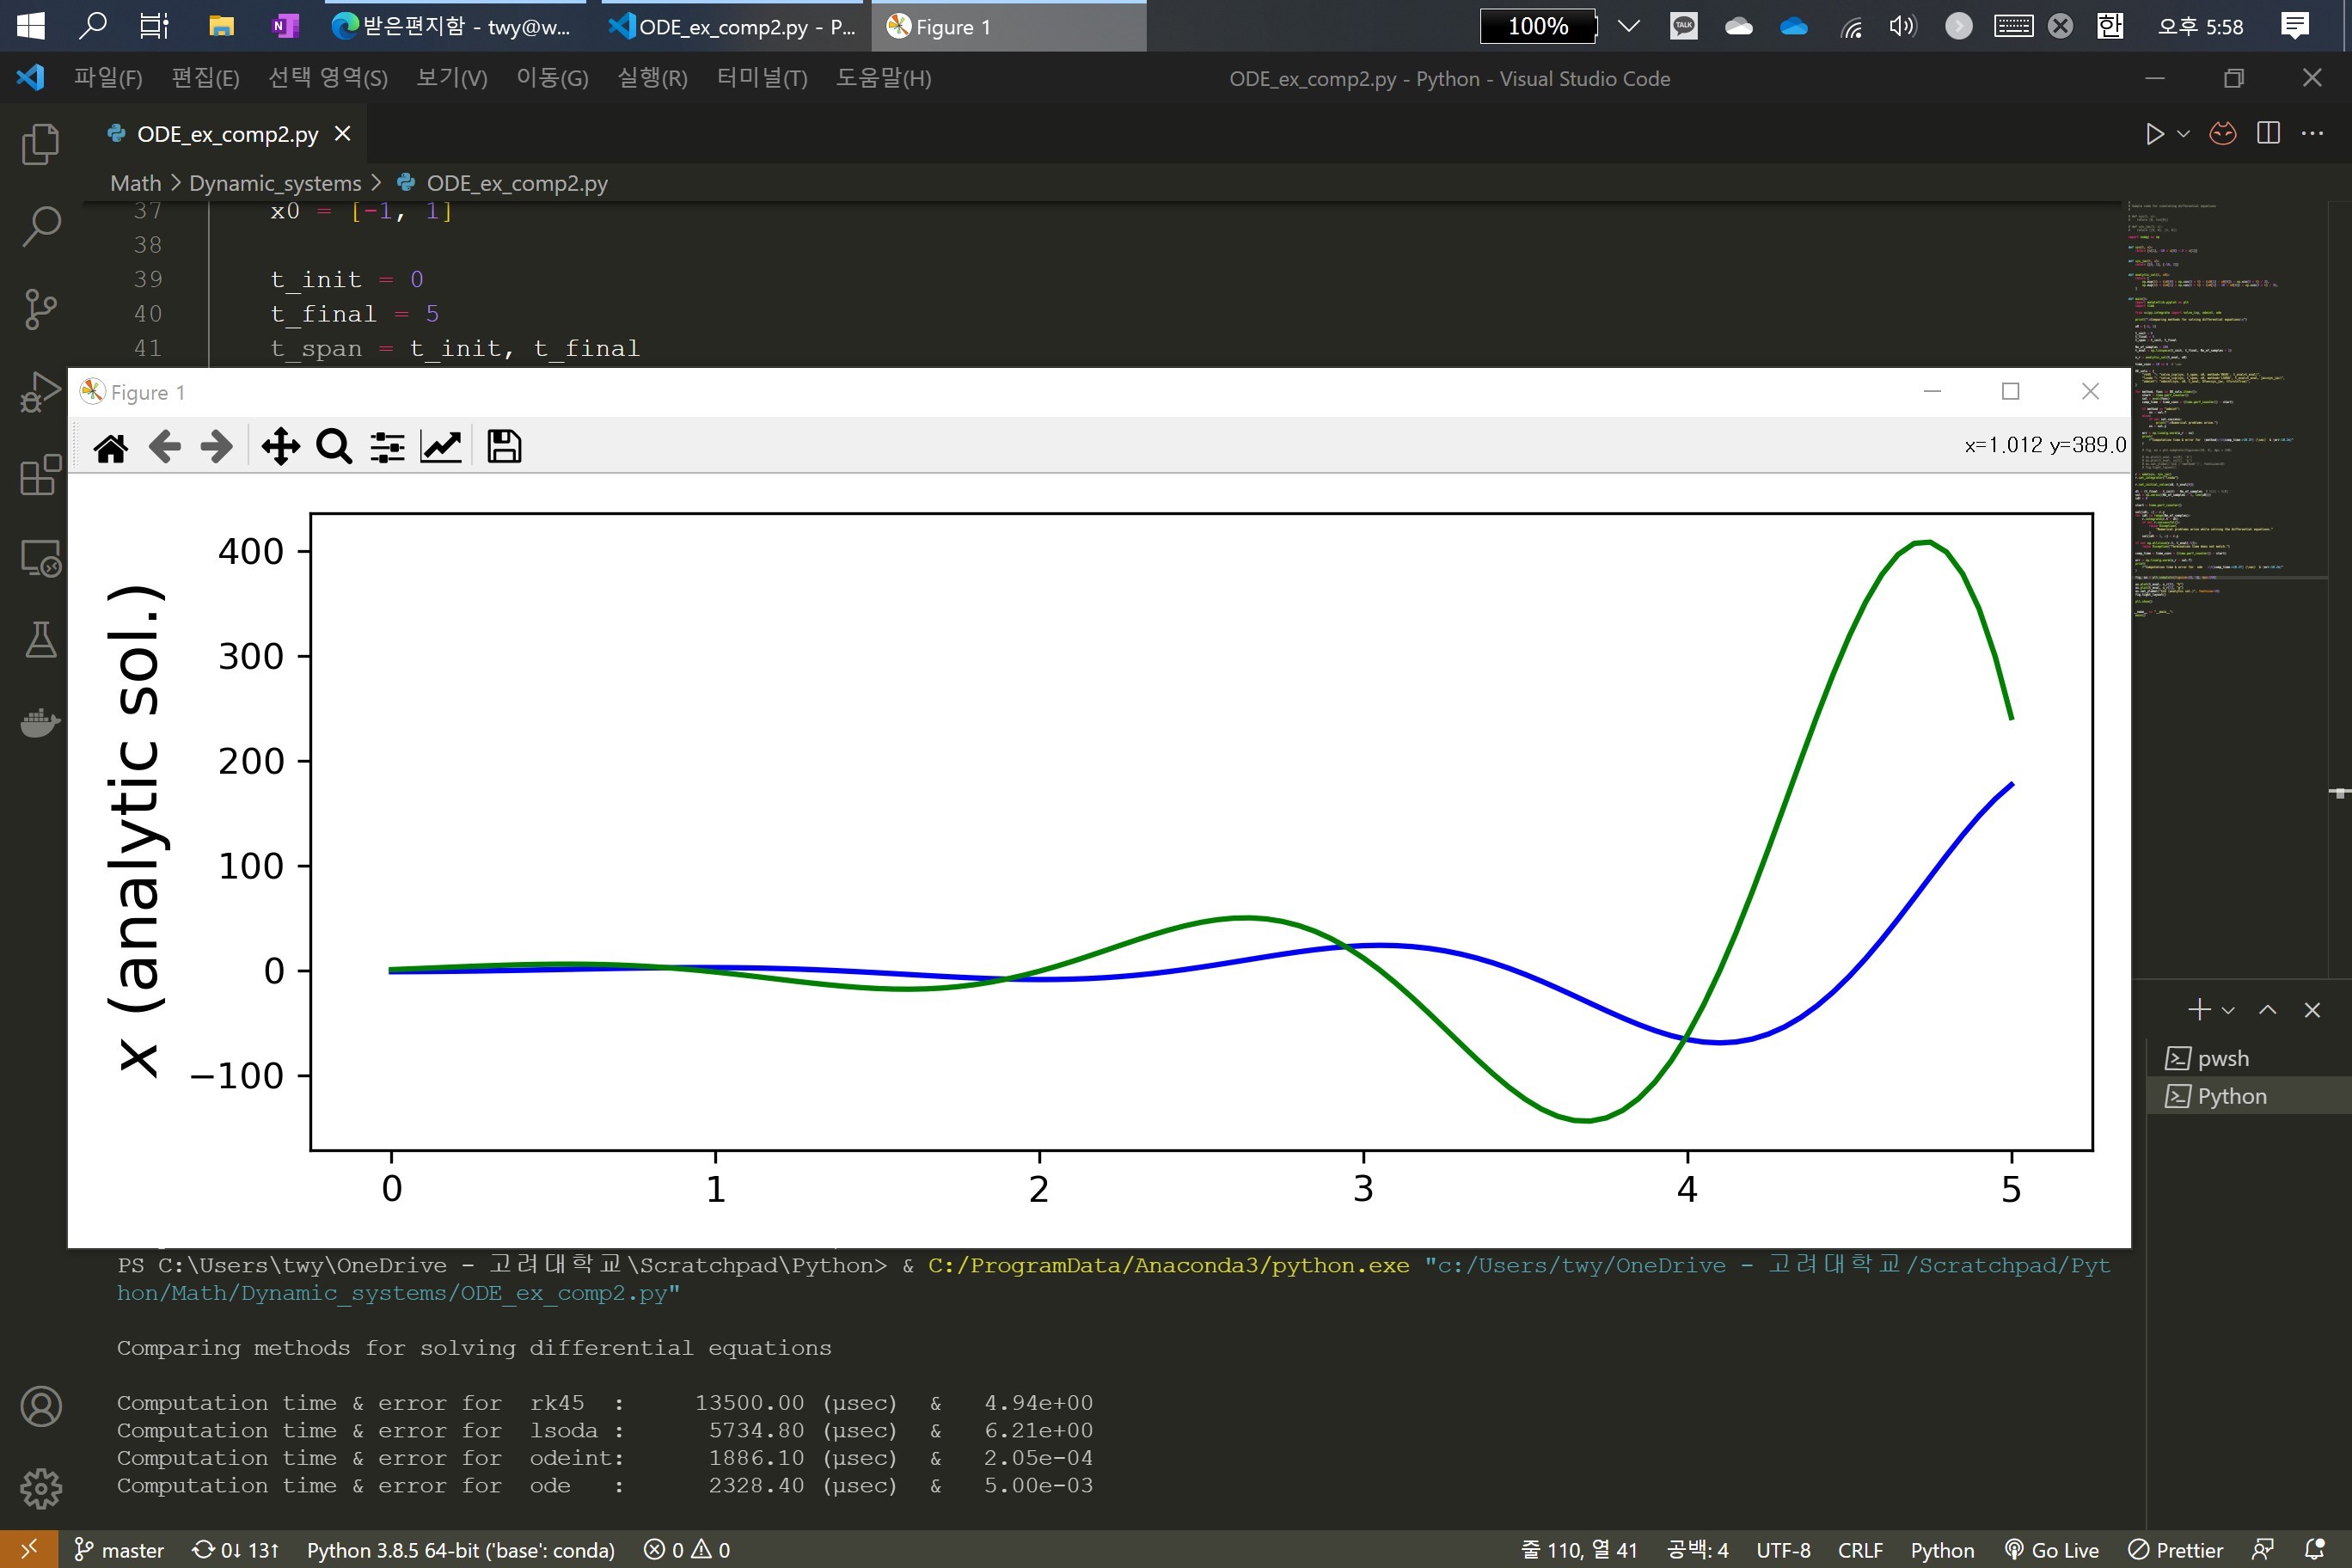 받은편지함 - twy@w...
ODE_ex_comp2.py - P...
Figure 1
100%
TALK
한
오후 5:58
파일(F) 편집(E) 선택 영역(S) 보기(V) 이동(G) 실행(R) 터미널(T) 도움말(H)
ODE_ex_comp2.py - Python - Visual Studio Code
ODE_ex_comp2.py
Math > Dynamic_systems > ODE_ex_comp2.py
37 x0 = [-1, 1]
38
39 t_init = 0
40 t_final = 5
41 t_span = t_init, t_final
Figure 1
x=1.012 y=389.0
x (analytic sol.)
400
300
200
100
0
−100
0 1 2 3 4 5
pwsh
Python
PS C:\Users\twy\OneDrive - 고려대학교\Scratchpad\Python> & C:/ProgramData/Anaconda3/python.exe "c:/Users/twy/OneDrive - 고려대학교/Scratchpad/Pyt
hon/Math/Dynamic_systems/ODE_ex_comp2.py"
Comparing methods for solving differential equations
Computation time & error for rk45 : 13500.00 (µsec) & 4.94e+00
Computation time & error for lsoda : 5734.80 (µsec) & 6.21e+00
Computation time & error for odeint: 1886.10 (µsec) & 2.05e-04
Computation time & error for ode : 2328.40 (µsec) & 5.00e-03
master 0↓ 13↑ Python 3.8.5 64-bit ('base': conda) 0 0
줄 110, 열 41 공백: 4 UTF-8 CRLF Python Go Live Prettier